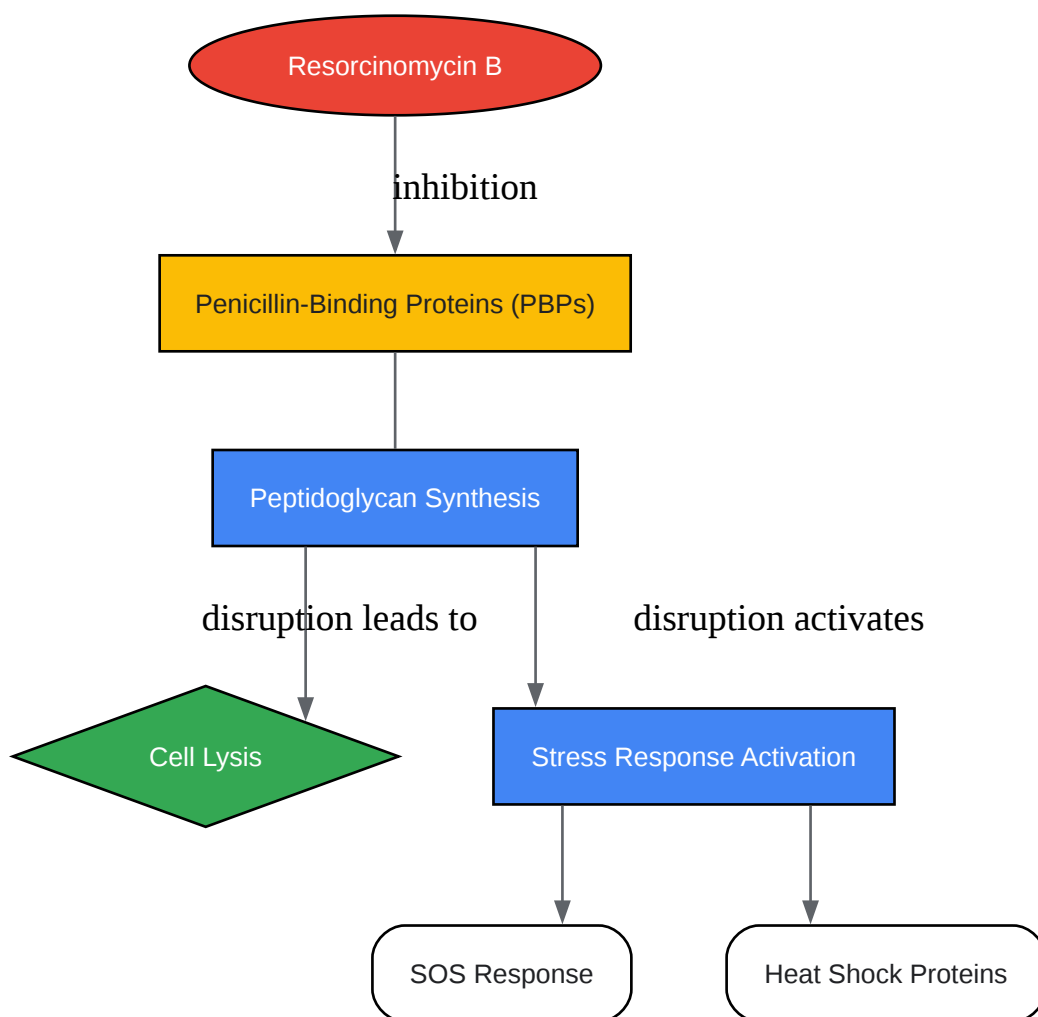 Resorcinomycin B
inhibition
Penicillin-Binding Proteins (PBPs)
Peptidoglycan Synthesis
disruption leads to
disruption activates
Cell Lysis
Stress Response Activation
SOS Response
Heat Shock Proteins